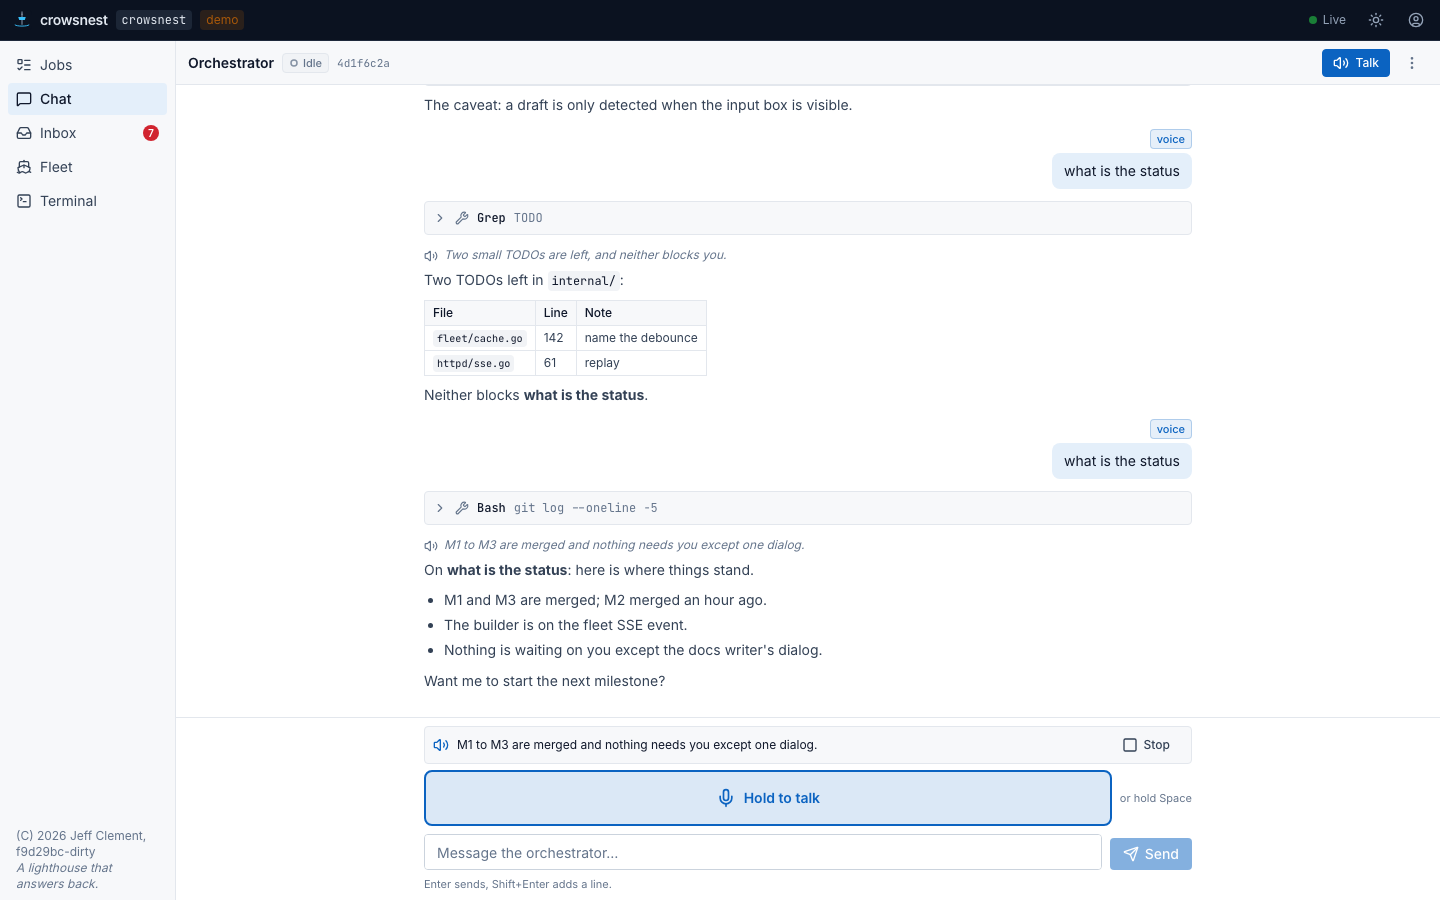 crowsnest crowsnest demo
Live
Jobs
Chat
Inbox 7
Fleet
Terminal
(C) 2026 Jeff Clement,
f9d29bc-dirty
A lighthouse that
answers back.
Orchestrator Idle 4d1f6c2a
Talk
The caveat: a draft is only detected when the input box is visible.
voice
what is the status
Grep TODO
Two small TODOs are left, and neither blocks you.
Two TODOs left in internal/:
File Line Note
fleet/cache.go 142 name the debounce
httpd/sse.go 61 replay
Neither blocks what is the status.
voice
what is the status
Bash git log --oneline -5
M1 to M3 are merged and nothing needs you except one dialog.
On what is the status: here is where things stand.
• M1 and M3 are merged; M2 merged an hour ago.
• The builder is on the fleet SSE event.
• Nothing is waiting on you except the docs writer's dialog.
Want me to start the next milestone?
M1 to M3 are merged and nothing needs you except one dialog.
Stop
Hold to talk
or hold Space
Message the orchestrator...
Send
Enter sends, Shift+Enter adds a line.